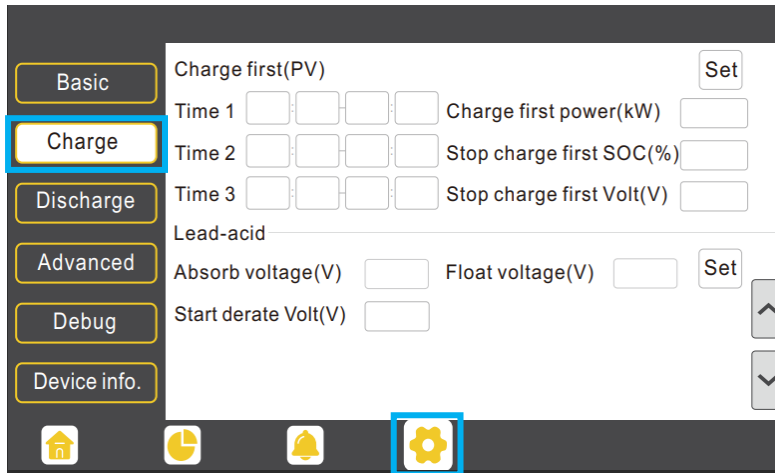 Basic
Charge
Discharge
Advanced
Debug
Device info.
Charge first(PV)
Set
Time 1 : - : Charge first power(kW)
Time 2 : - : Stop charge first SOC(%)
Time 3 : - : Stop charge first Volt(V)
Lead-acid
Absorb voltage(V) Float voltage(V) Set
Start derate Volt(V)